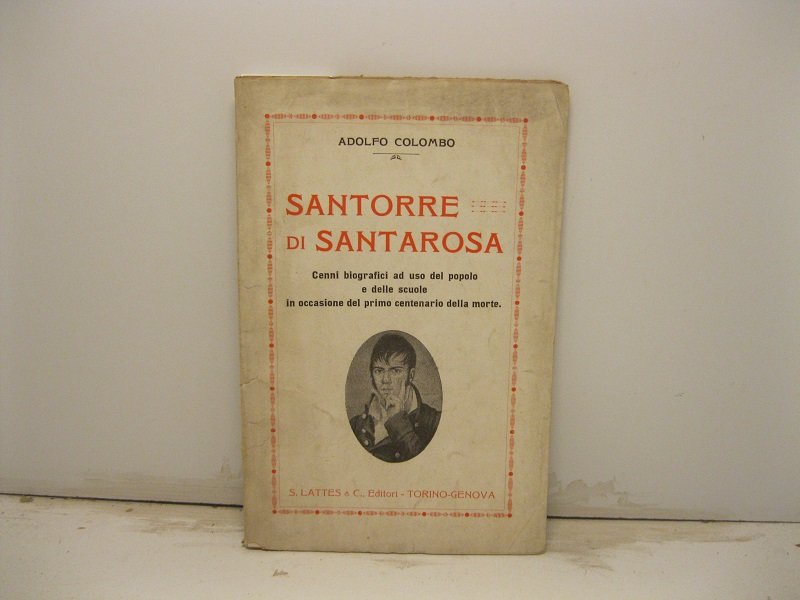 ADOLFO COLOMBO
SANTORRE
DI SANTAROSA
Cenni biografici ad uso del popolo
e delle scuole
in occasione del primo centenario della morte.
S. LATTES e C., Editori - TORINO-GENOVA